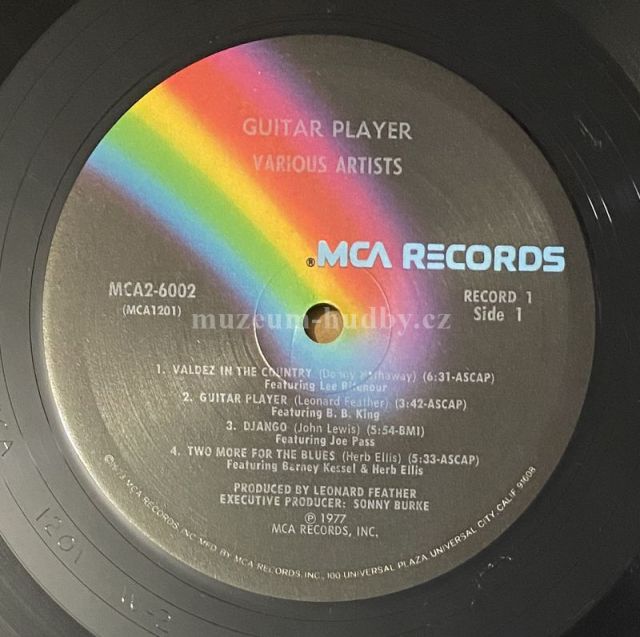 GUITAR PLAYER
VARIOUS ARTISTS
®MCA RECORDS
MCA2-6002
(MCA1201)
RECORD 1
Side 1
muzeum-hudby.cz
1. VALDEZ IN THE COUNTRY (Donny Hathaway) (6:31-ASCAP)
Featuring Lee Ritenour
2. GUITAR PLAYER (Leonard Feather) (3:42-ASCAP)
Featuring B. B. King
3. DJANGO (John Lewis) (5:54-BMI)
Featuring Joe Pass
4. TWO MORE FOR THE BLUES (Herb Ellis) (5:33-ASCAP)
Featuring Barney Kessel & Herb Ellis
PRODUCED BY LEONARD FEATHER
EXECUTIVE PRODUCER: SONNY BURKE
℗ 1977
MCA RECORDS, INC.
MCA RECORDS, INC. MFD BY MCA RECORDS, INC., 100 UNIVERSAL PLAZA UNIVERSAL CITY, CALIF 91608
1201